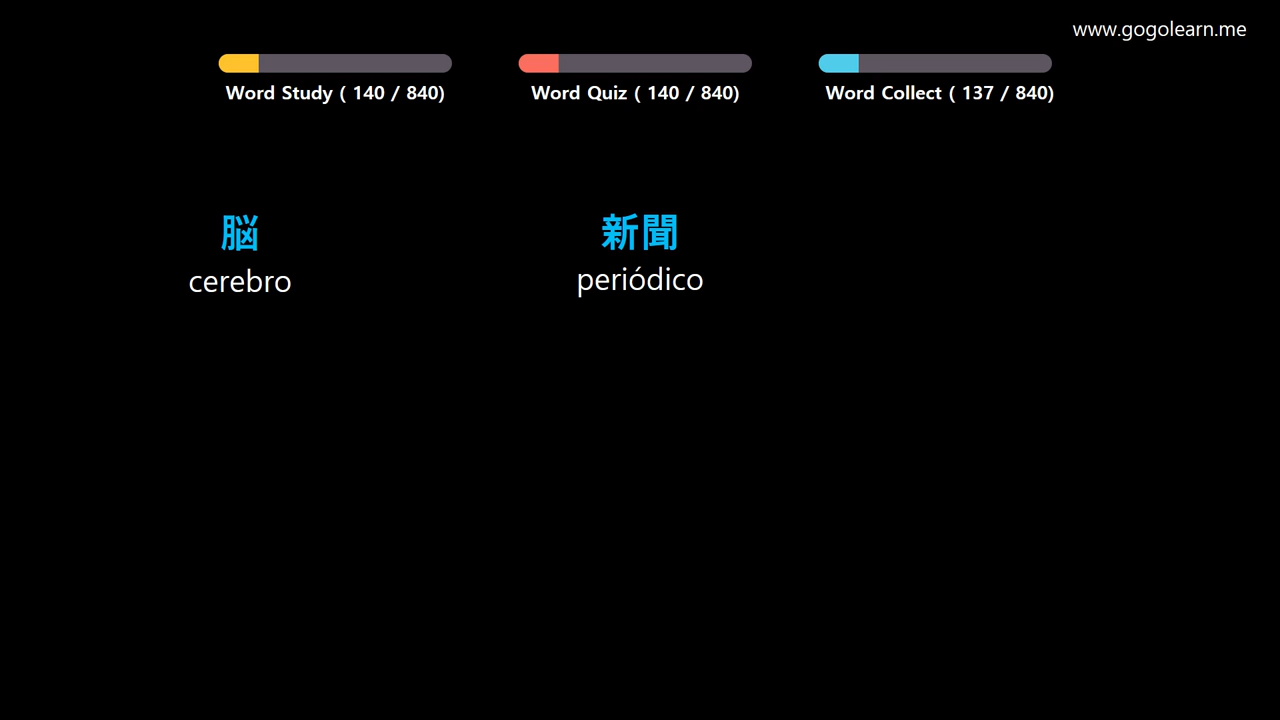 www.gogolearn.me
Word Study ( 140 / 840)
Word Quiz ( 140 / 840)
Word Collect ( 137 / 840)
脳
cerebro
新聞
periódico